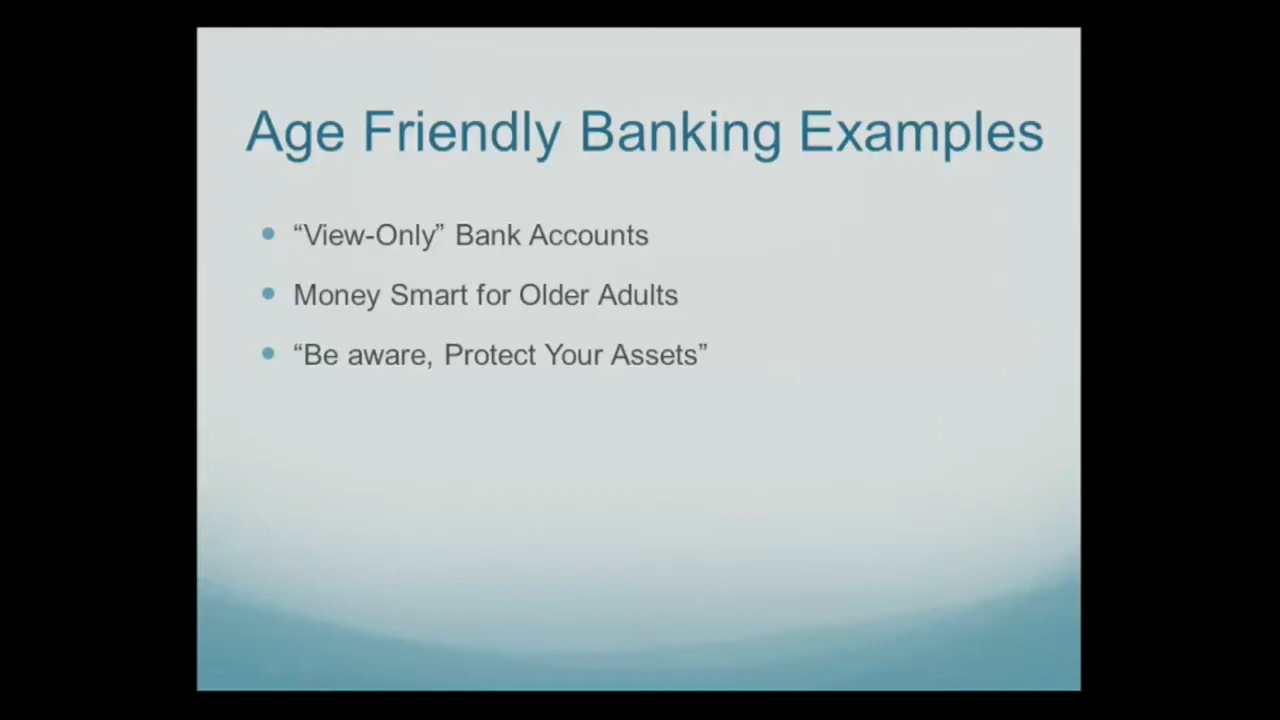 Age Friendly Banking Examples
“View-Only” Bank Accounts
Money Smart for Older Adults
“Be aware, Protect Your Assets”